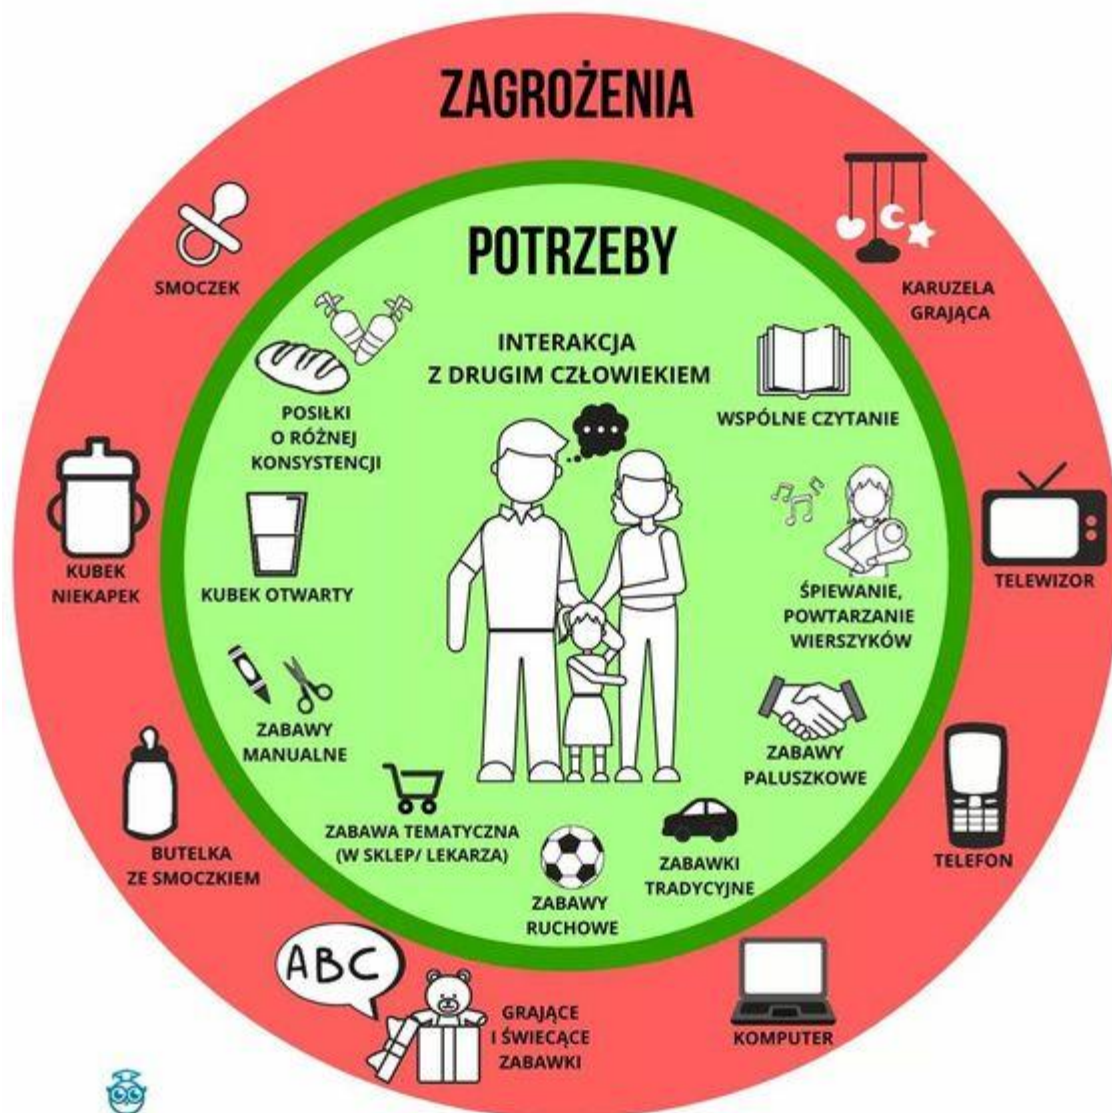 ZAGROŻENIA
SMOCZEK
KARUZELA
GRAJĄCA
KUBEK
NIEKAPEK
TELEWIZOR
BUTELKA
ZE SMOCZKIEM
TELEFON
ABC
GRAJĄCE
I ŚWIECĄCE
ZABAWKI
KOMPUTER
POTRZEBY
INTERAKCJA
Z DRUGIM CZŁOWIEKIEM
POSIŁKI
O RÓŻNEJ
KONSYSTENCJI
WSPÓLNE CZYTANIE
KUBEK OTWARTY
ŚPIEWANIE,
POWTARZANIE
WIERSZYKÓW
ZABAWY
MANUALNE
ZABAWY
PALUSZKOWE
ZABAWA TEMATYCZNA
(W SKLEP/ LEKARZA)
ZABAWY
RUCHOWE
ZABAWKI
TRADYCYJNE